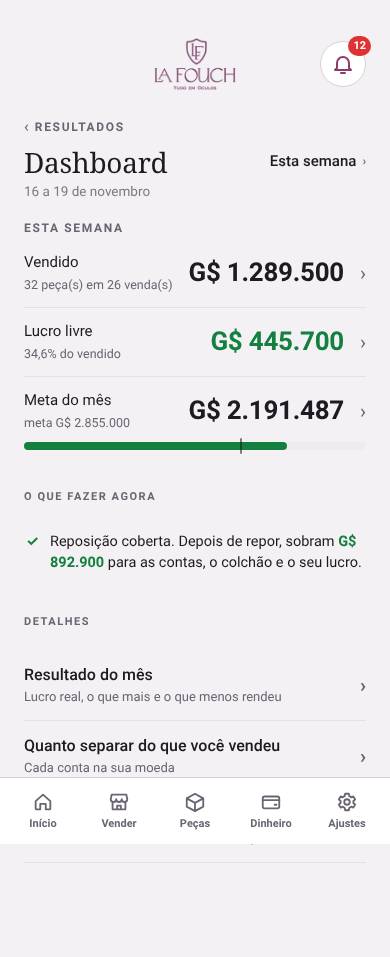 12
LF
LA FOUCH
TUDO EM ÓCULOS
‹ RESULTADOS
Dashboard
Esta semana ›
16 a 19 de novembro
ESTA SEMANA
Vendido
G$ 1.289.500 ›
32 peça(s) em 26 venda(s)
Lucro livre
G$ 445.700 ›
34,6% do vendido
Meta do mês
G$ 2.191.487 ›
meta G$ 2.855.000
O QUE FAZER AGORA
Reposição coberta. Depois de repor, sobram G$
892.900 para as contas, o colchão e o seu lucro.
DETALHES
Resultado do mês ›
Lucro real, o que mais e o que menos rendeu
Quanto separar do que você vendeu ›
Cada conta na sua moeda
Início Vender Peças Dinheiro Ajustes